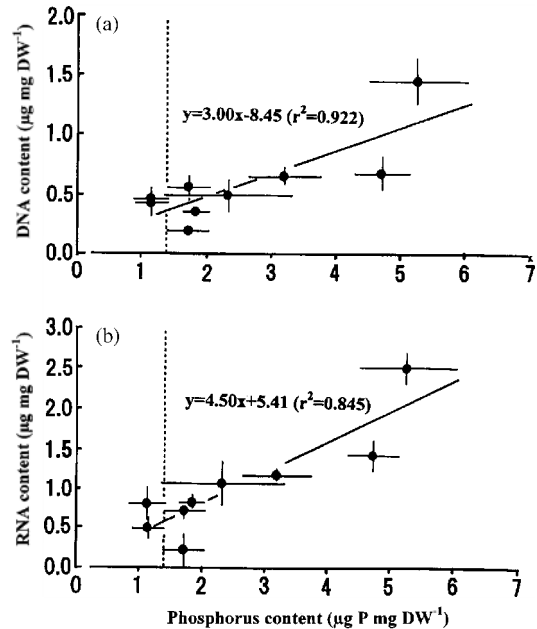 (a)
DNA content (µg mg DW⁻¹)
2.0
1.5
1.0
0.5
0.0
y=3.00x-8.45 (r²=0.922)
0 1 2 3 4 5 6 7
(b)
RNA content (µg mg DW⁻¹)
3.0
2.5
2.0
1.5
1.0
0.5
0.0
y=4.50x+5.41 (r²=0.845)
0 1 2 3 4 5 6 7
Phosphorus content (µg P mg DW⁻¹)